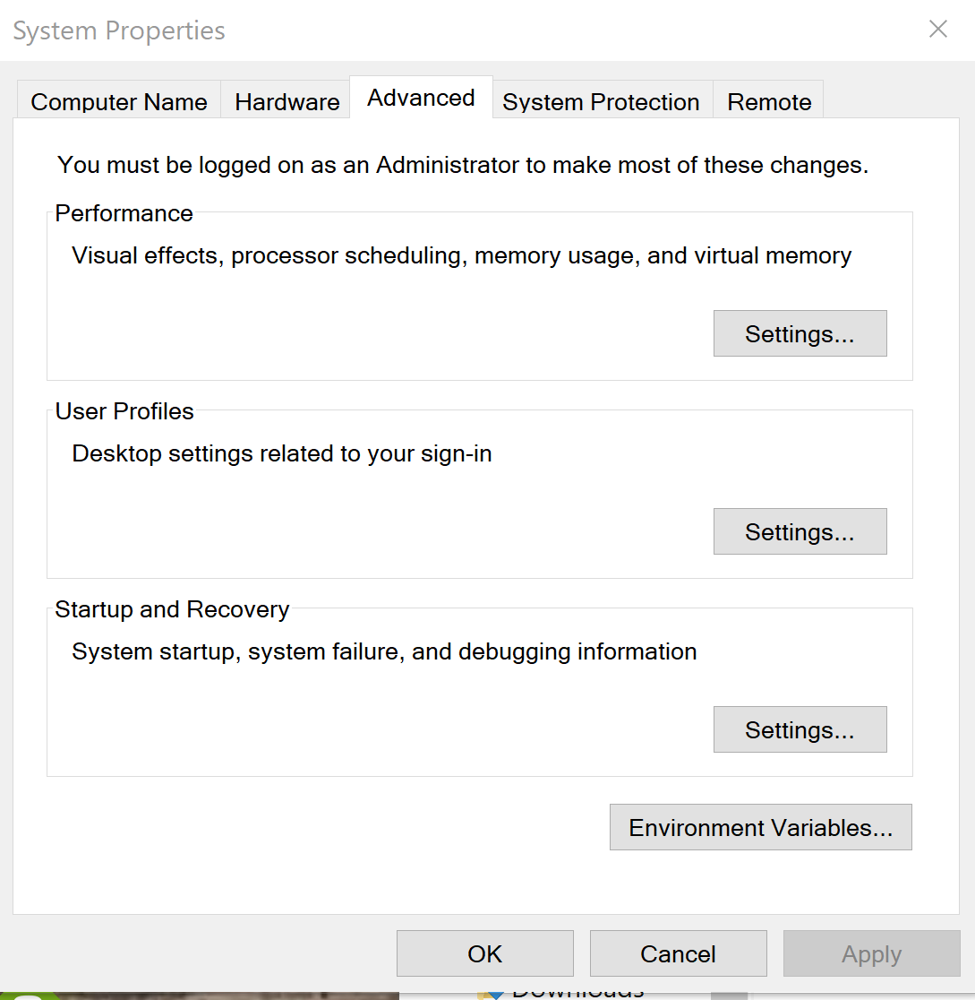 System Properties
Computer Name Hardware Advanced System Protection Remote
You must be logged on as an Administrator to make most of these changes.
Performance
Visual effects, processor scheduling, memory usage, and virtual memory
Settings...
User Profiles
Desktop settings related to your sign-in
Settings...
Startup and Recovery
System startup, system failure, and debugging information
Settings...
Environment Variables...
OK Cancel Apply
Downloads